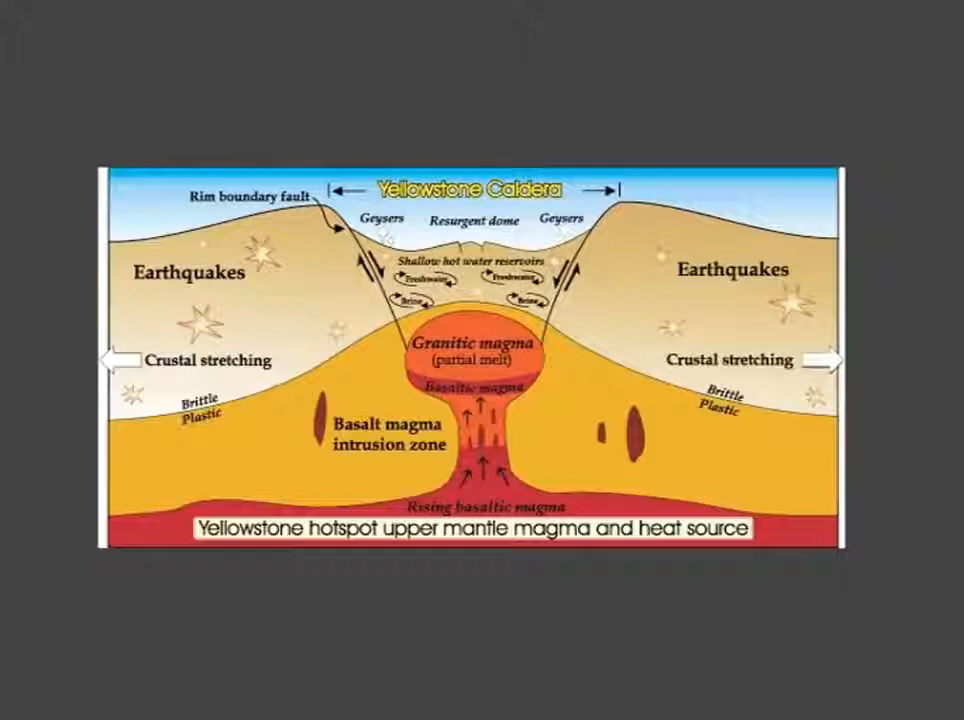 Yellowstone Caldera
Rim boundary fault
Geysers
Resurgent dome
Geysers
Shallow hot water reservoirs
Freshwater
Freshwater
Brine
Brine
Earthquakes
Earthquakes
Granitic magma
(partial melt)
Crustal stretching
Crustal stretching
Basaltic magma
Brittle
Plastic
Brittle
Plastic
Basalt magma
intrusion zone
Rising basaltic magma
Yellowstone hotspot upper mantle magma and heat source